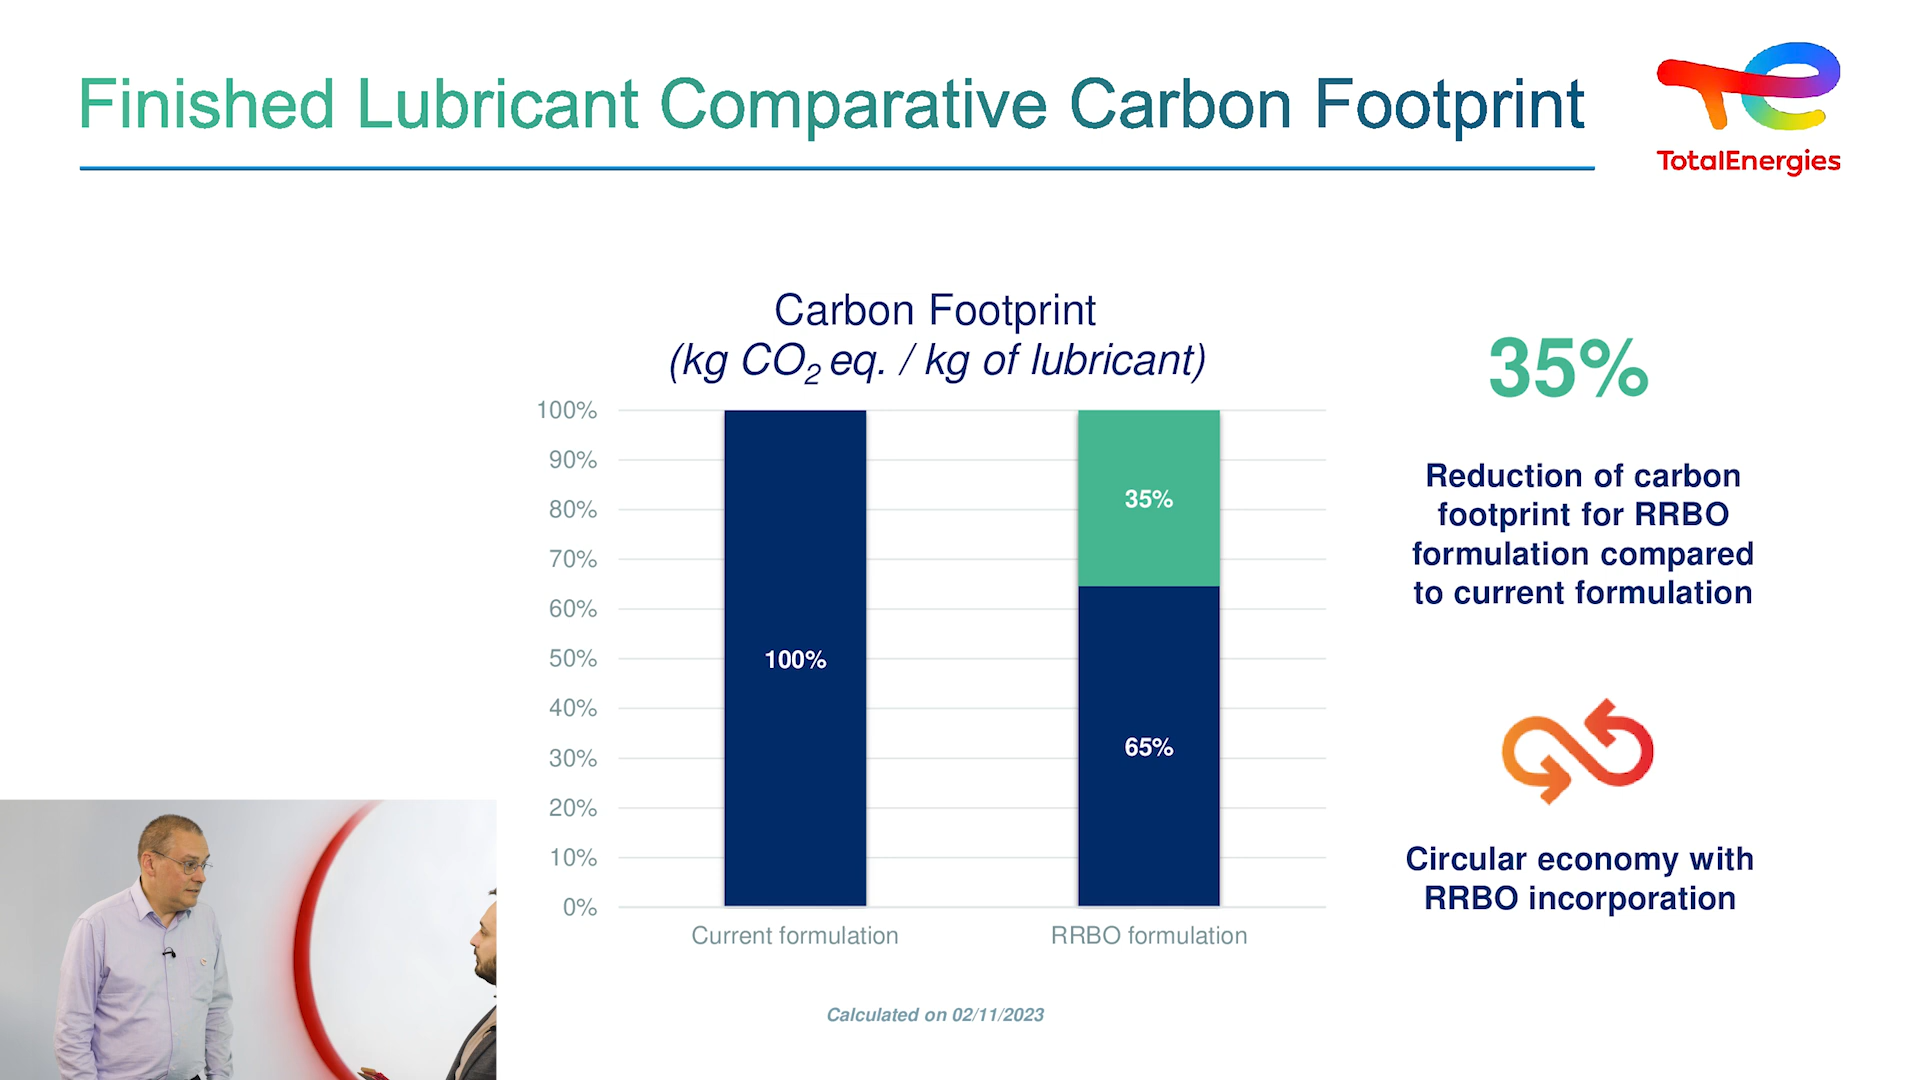 Finished Lubricant Comparative Carbon Footprint
TotalEnergies
Carbon Footprint
(kg CO₂ eq. / kg of lubricant)
100%
90%
80%
70%
60%
50%
40%
30%
20%
10%
0%
100%
35%
65%
Current formulation
RRBO formulation
Calculated on 02/11/2023
35%
Reduction of carbon
footprint for RRBO
formulation compared
to current formulation
Circular economy with
RRBO incorporation